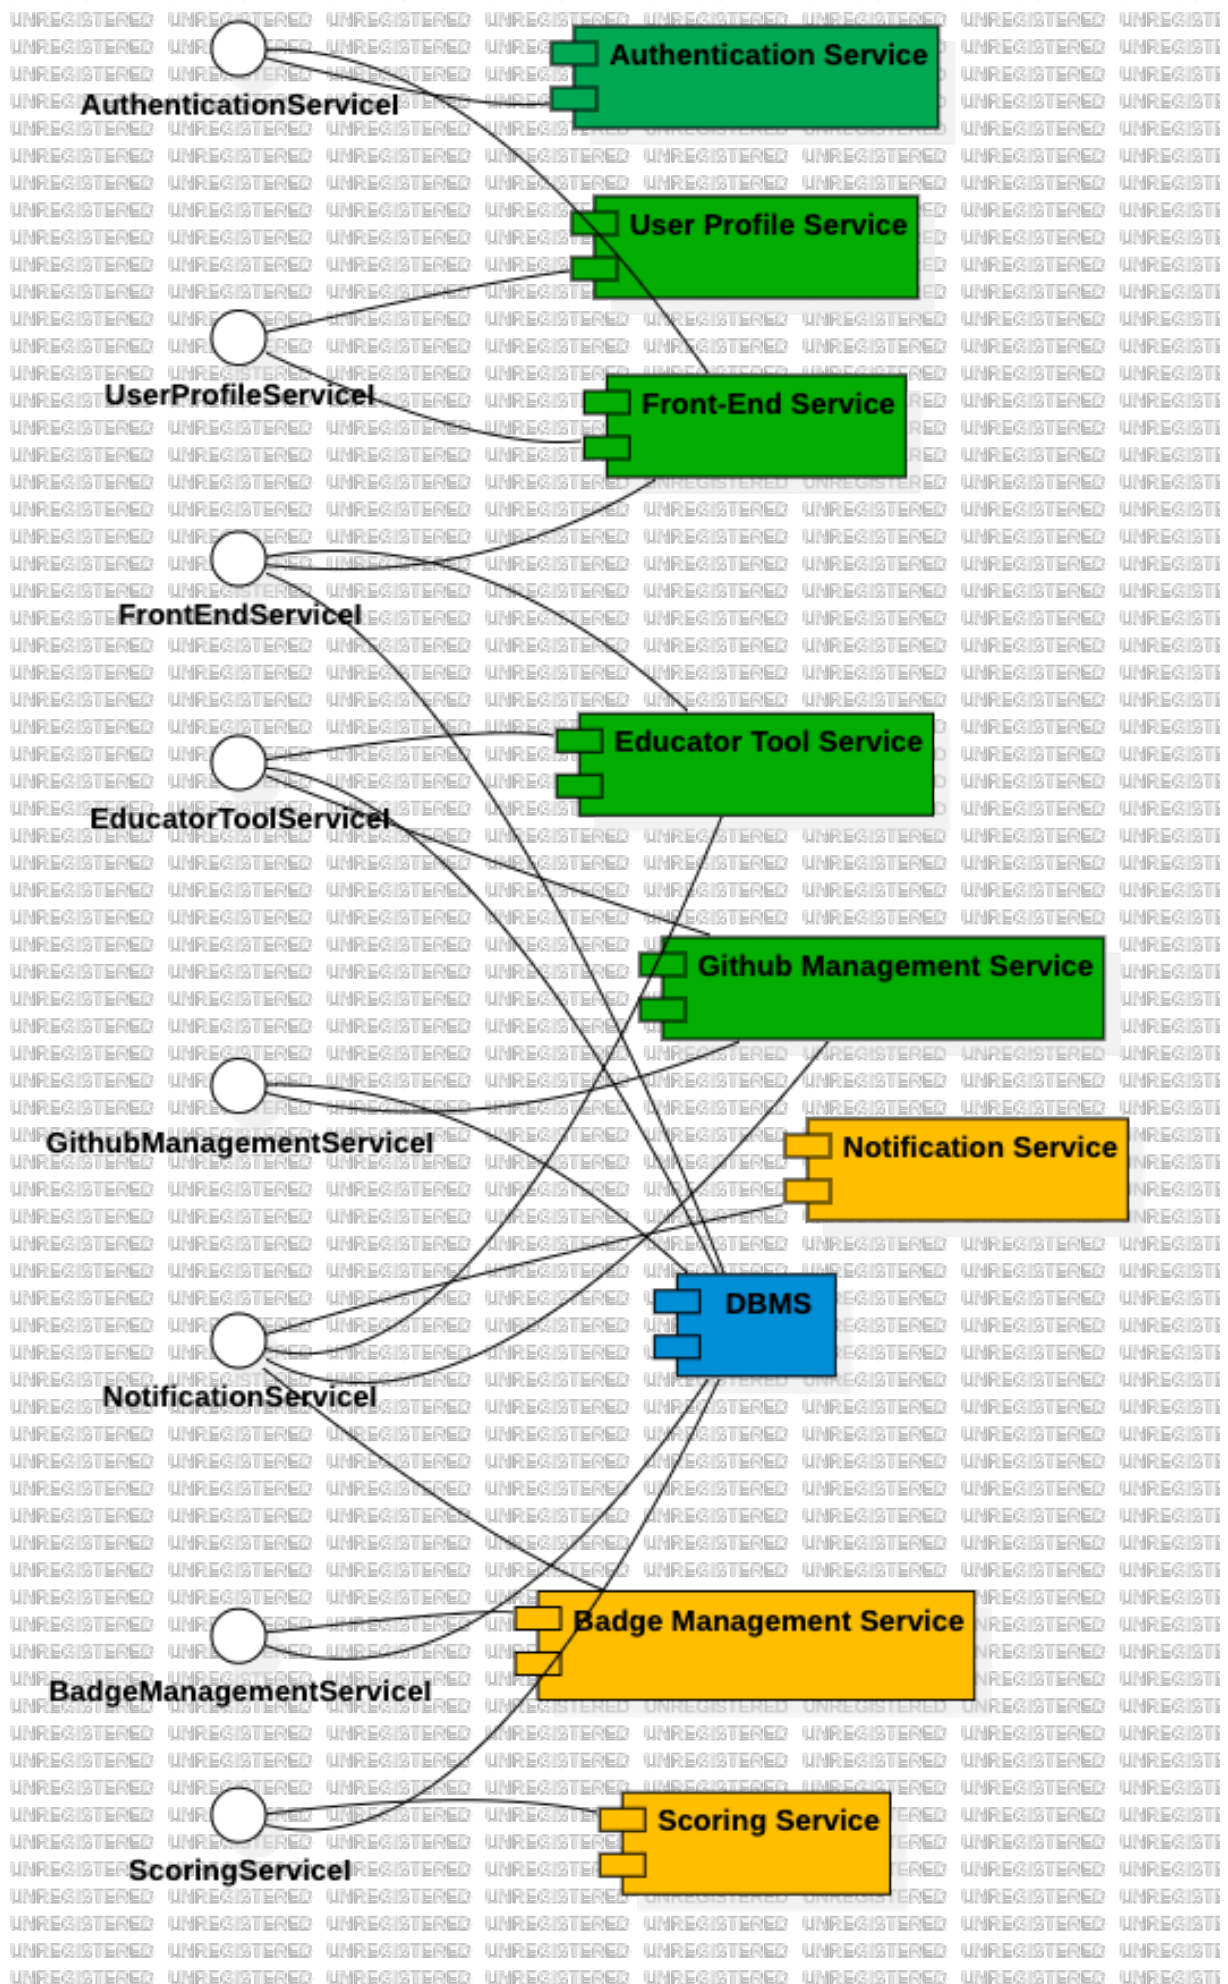 Authentication Service
AuthenticationServiceI
User Profile Service
UserProfileServiceI
Front-End Service
FrontEndServiceI
Educator Tool Service
EducatorToolServiceI
Github Management Service
GithubManagementServiceI
Notification Service
DBMS
NotificationServiceI
Badge Management Service
BadgeManagementServiceI
Scoring Service
ScoringServiceI
UNREGISTERED